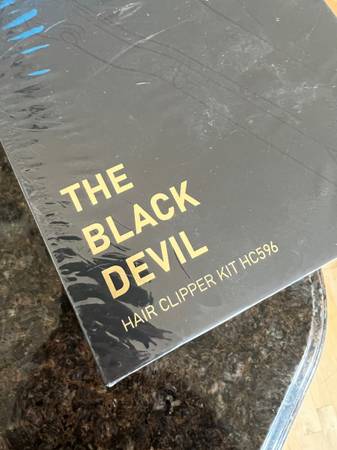 THE
BLACK
DEVIL
HAIR CLIPPER KIT HC596